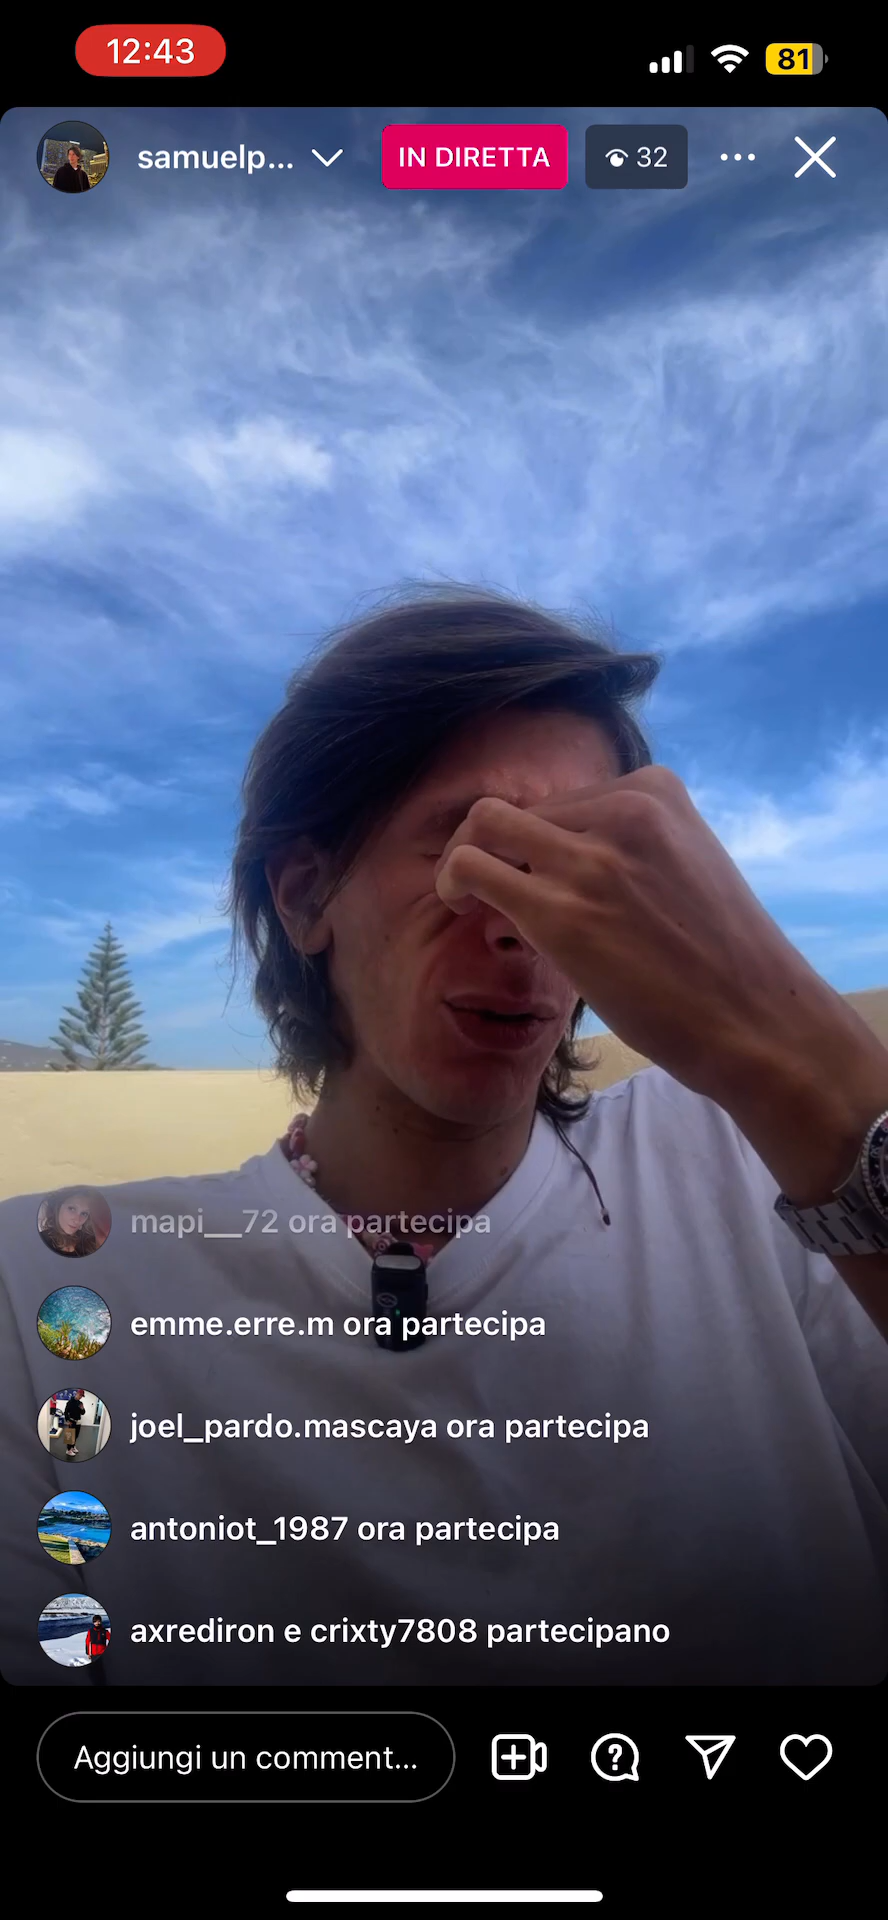 12:43
81
samuelp...
IN DIRETTA
32
mapi__72 ora partecipa
emme.erre.m ora partecipa
joel_pardo.mascaya ora partecipa
antoniot_1987 ora partecipa
axrediron e crixty7808 partecipano
Aggiungi un comment...